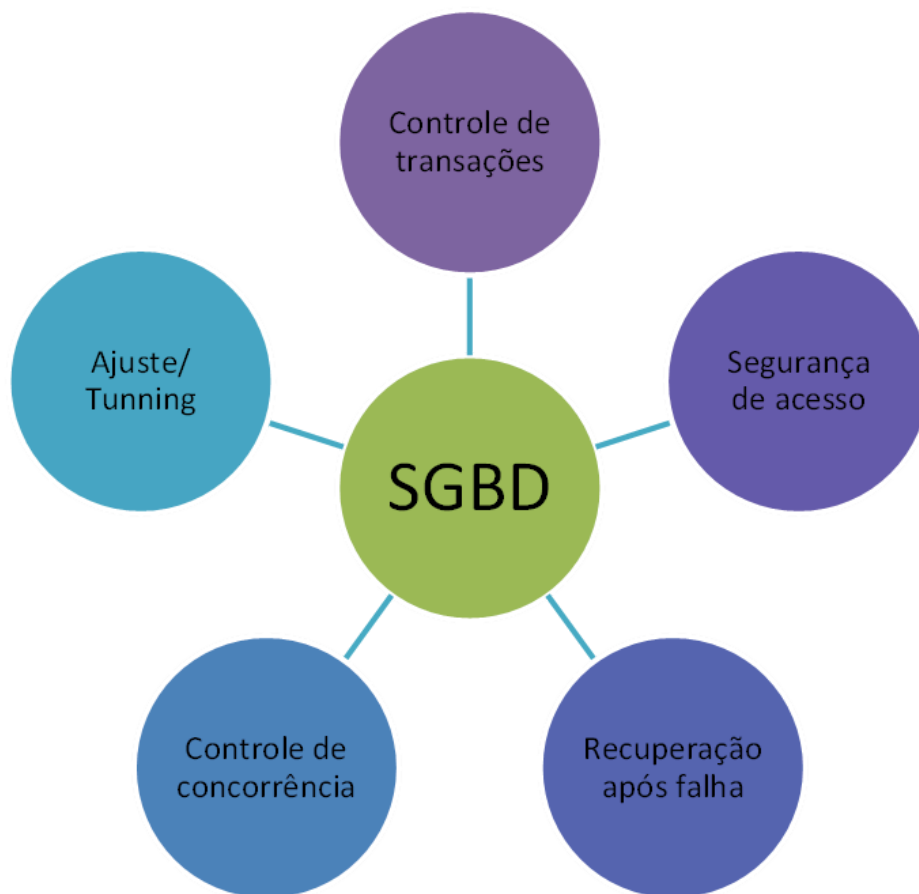 Controle de
transações
Ajuste/
Tunning
Segurança
de acesso
SGBD
Controle de
concorrência
Recuperação
após falha